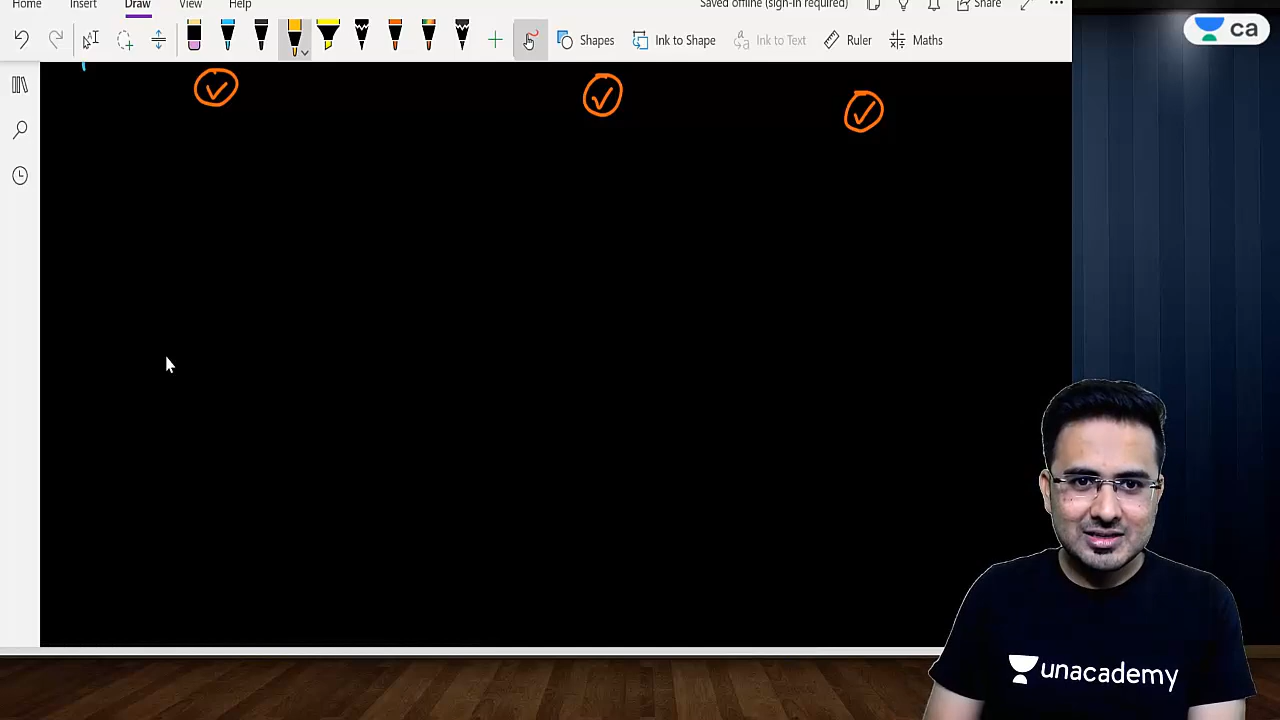 Home Insert Draw View Help Saved offline (sign-in required) Share
Shapes Ink to Shape Ink to Text Ruler Maths
ca
unacademy